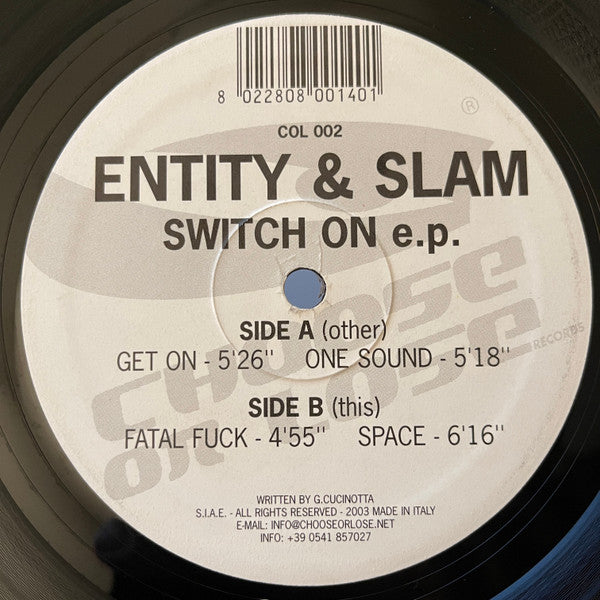 8 022808 001401
®
COL 002
ENTITY & SLAM
SWITCH ON e.p.
CHOOSE
OR LOSE
RECORDS
SIDE A (other)
GET ON - 5'26" ONE SOUND - 5'18"
SIDE B (this)
FATAL FUCK - 4'55" SPACE - 6'16"
WRITTEN BY G.CUCINOTTA
S.I.A.E. - ALL RIGHTS RESERVED - 2003 MADE IN ITALY
E-MAIL: INFO@CHOOSEORLOSE.NET
INFO: +39 0541 857027